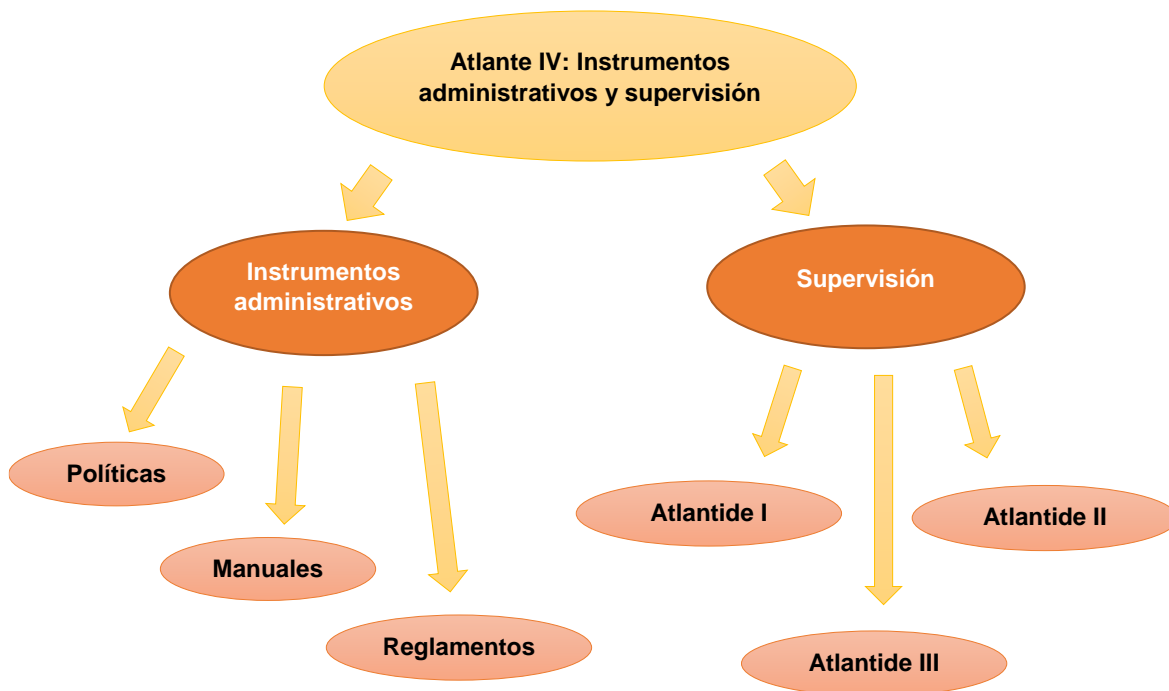 Atlante IV: Instrumentos
administrativos y supervisión
Instrumentos
administrativos
Supervisión
Políticas
Manuales
Reglamentos
Atlantide I
Atlantide II
Atlantide III